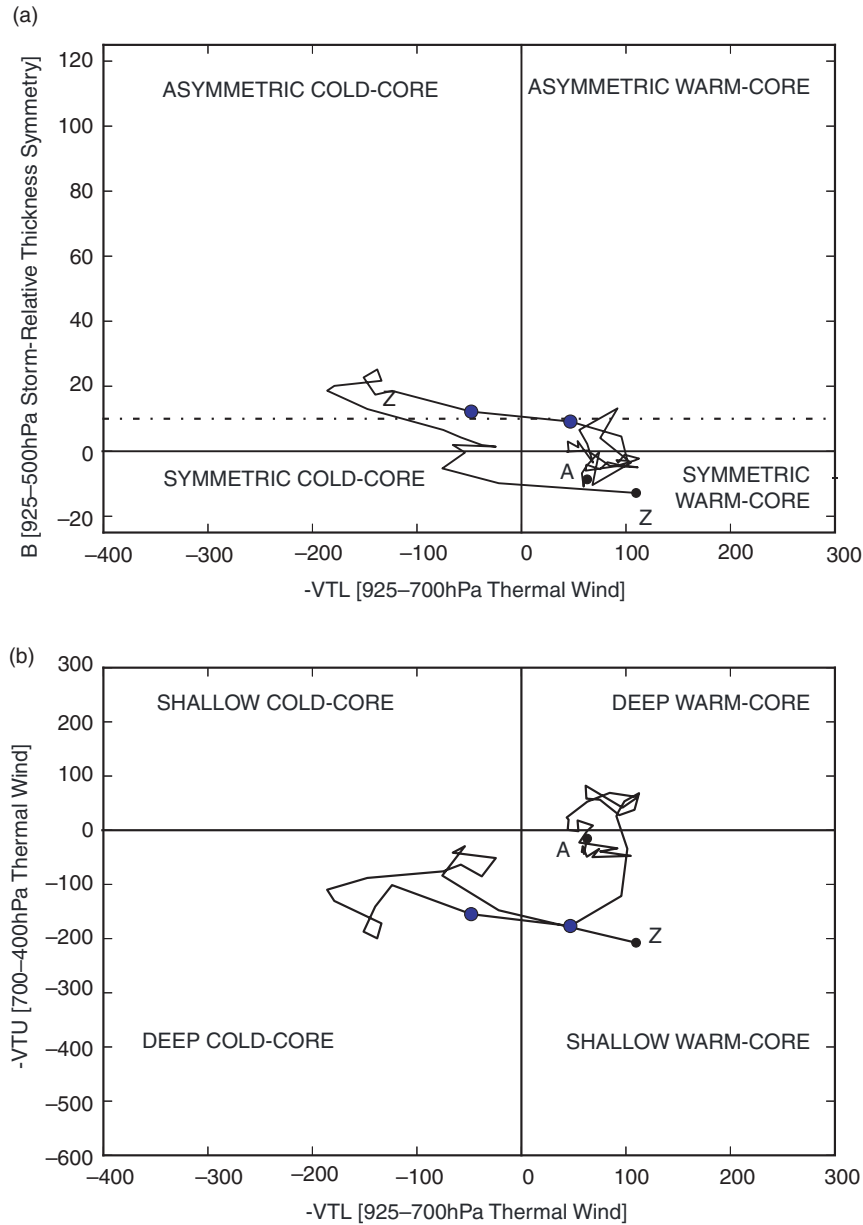 (a)
120
100
80
60
40
20
0
–20
B [925–500hPa Storm-Relative Thickness Symmetry]
ASYMMETRIC COLD-CORE
ASYMMETRIC WARM-CORE
Z
Z
A
SYMMETRIC COLD-CORE
SYMMETRIC
WARM-CORE
Z
–400
–300
–200
–100
0
100
200
300
-VTL [925–700hPa Thermal Wind]
(b)
300
200
100
0
–100
–200
–300
–400
–500
–600
-VTU [700–400hPa Thermal Wind]
SHALLOW COLD-CORE
DEEP WARM-CORE
A
Z
DEEP COLD-CORE
SHALLOW WARM-CORE
–400
–300
–200
–100
0
100
200
300
-VTL [925–700hPa Thermal Wind]